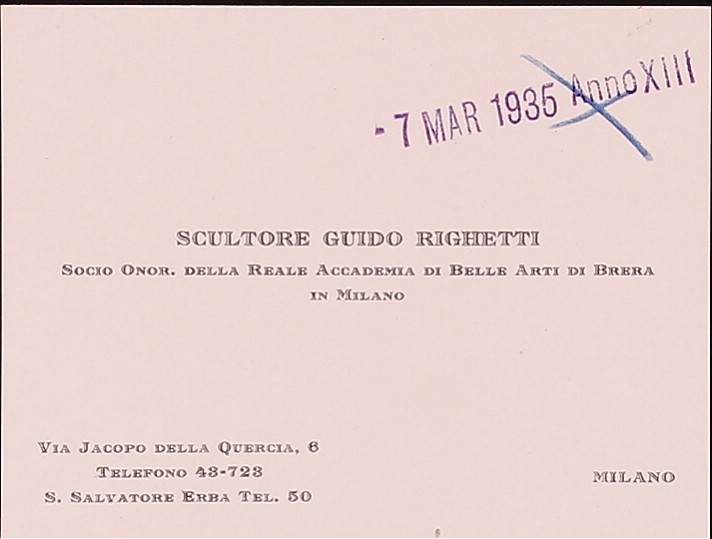 - 7 MAR 1935 Anno XIII
SCULTORE GUIDO RIGHETTI
SOCIO ONOR. DELLA REALE ACCADEMIA DI BELLE ARTI DI BRERA
IN MILANO
VIA JACOPO DELLA QUERCIA, 6
TELEFONO 43-723
S. SALVATORE ERBA TEL. 50
MILANO